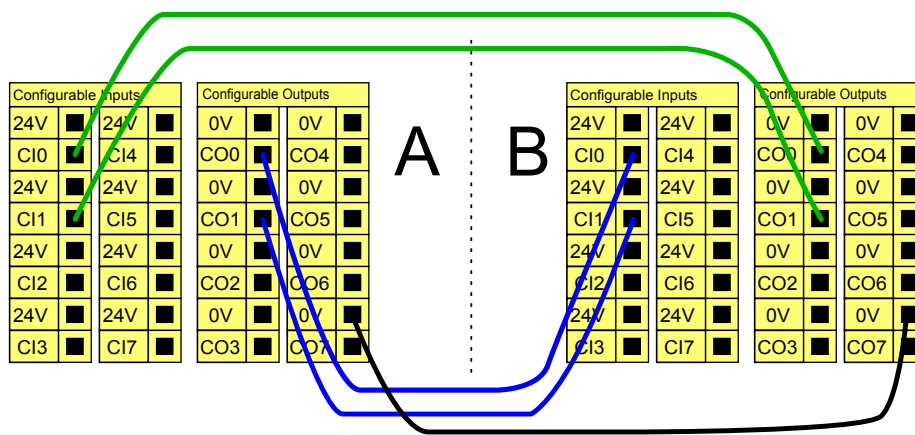 Configurable Inputs
24V 24V
CI0 CI4
24V 24V
CI1 CI5
24V 24V
CI2 CI6
24V 24V
CI3 CI7
Configurable Outputs
0V 0V
CO0 CO4
0V 0V
CO1 CO5
0V 0V
CO2 CO6
0V 0V
CO3 CO7
A
B
Configurable Inputs
24V 24V
CI0 CI4
24V 24V
CI1 CI5
24V 24V
CI2 CI6
24V 24V
CI3 CI7
Configurable Outputs
0V 0V
CO0 CO4
0V 0V
CO1 CO5
0V 0V
CO2 CO6
0V 0V
CO3 CO7